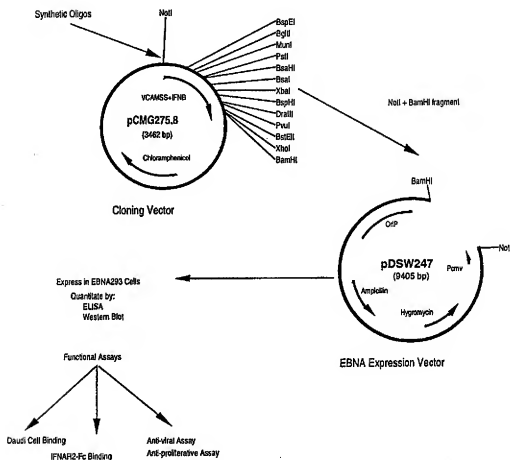 Synthetic Oligos
NotI
BspEI
BglII
MunI
PstI
BsaHI
BsaI
XbaI
BspHI
DraIII
PvuI
BstEII
XhoI
BamHI
VCAMSS+IFNB
pCMG275.8
(3462 bp)
Chloramphenicol
Cloning Vector
NotI + BamHI fragment
BamHI
OriP
NotI
pDSW247
(9405 bp)
Pcmv
Ampicillin
Hygromycin
EBNA Expression Vector
Express in EBNA293 Cells
Quantitate by:
ELISA
Western Blot
Functional Assays
Daudi Cell Binding
IFNAR2-Fc Binding
Anti-viral Assay
Anti-proliferative Assay